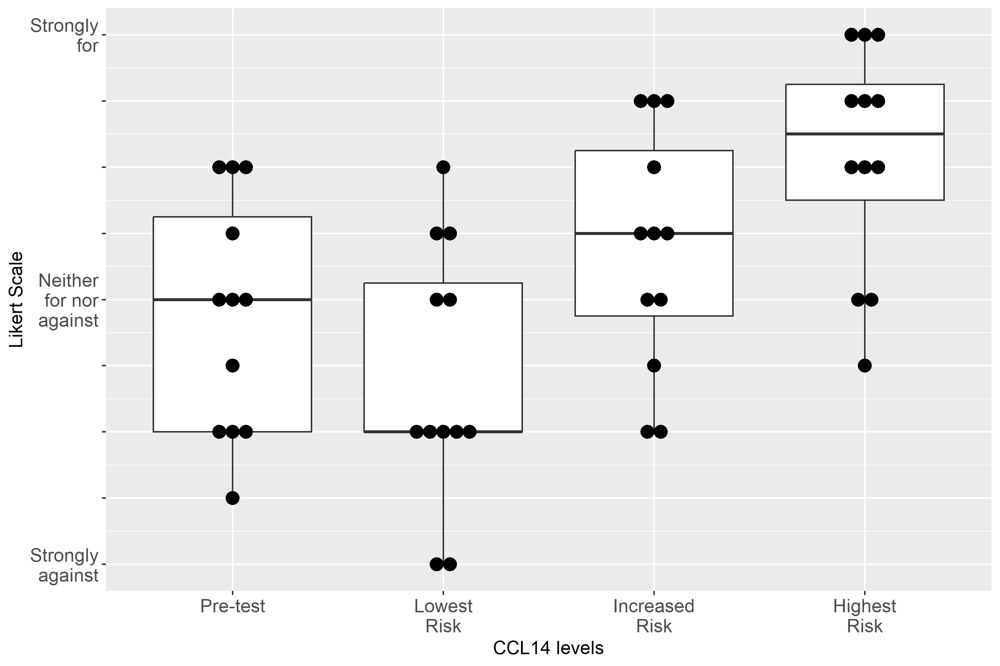 Strongly
for
Neither
for nor
against
Strongly
against
Likert Scale
Pre-test
Lowest
Risk
Increased
Risk
Highest
Risk
CCL14 levels